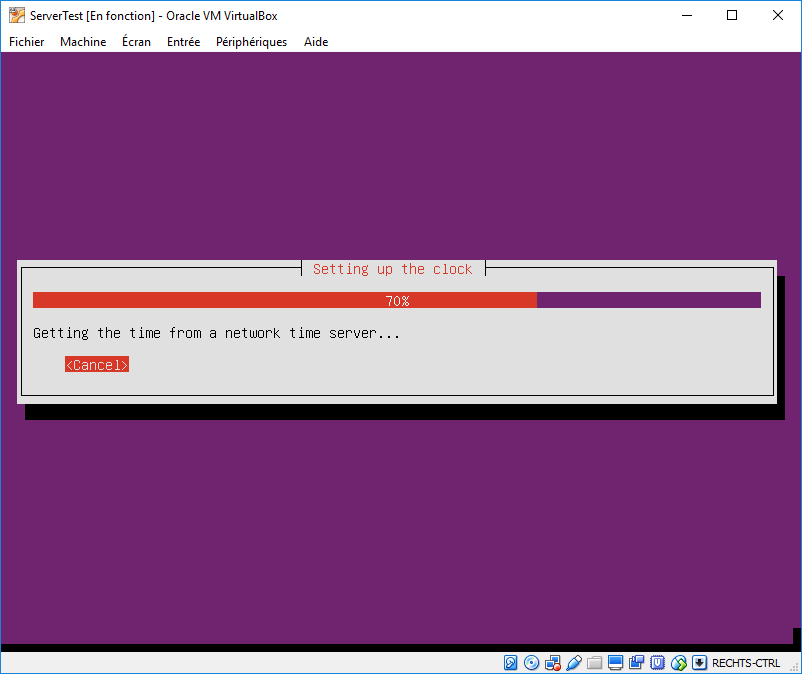 ServerTest [En fonction] - Oracle VM VirtualBox
Fichier Machine Écran Entrée Périphériques Aide
Setting up the clock
70%
Getting the time from a network time server...
<Cancel>
RECHTS-CTRL